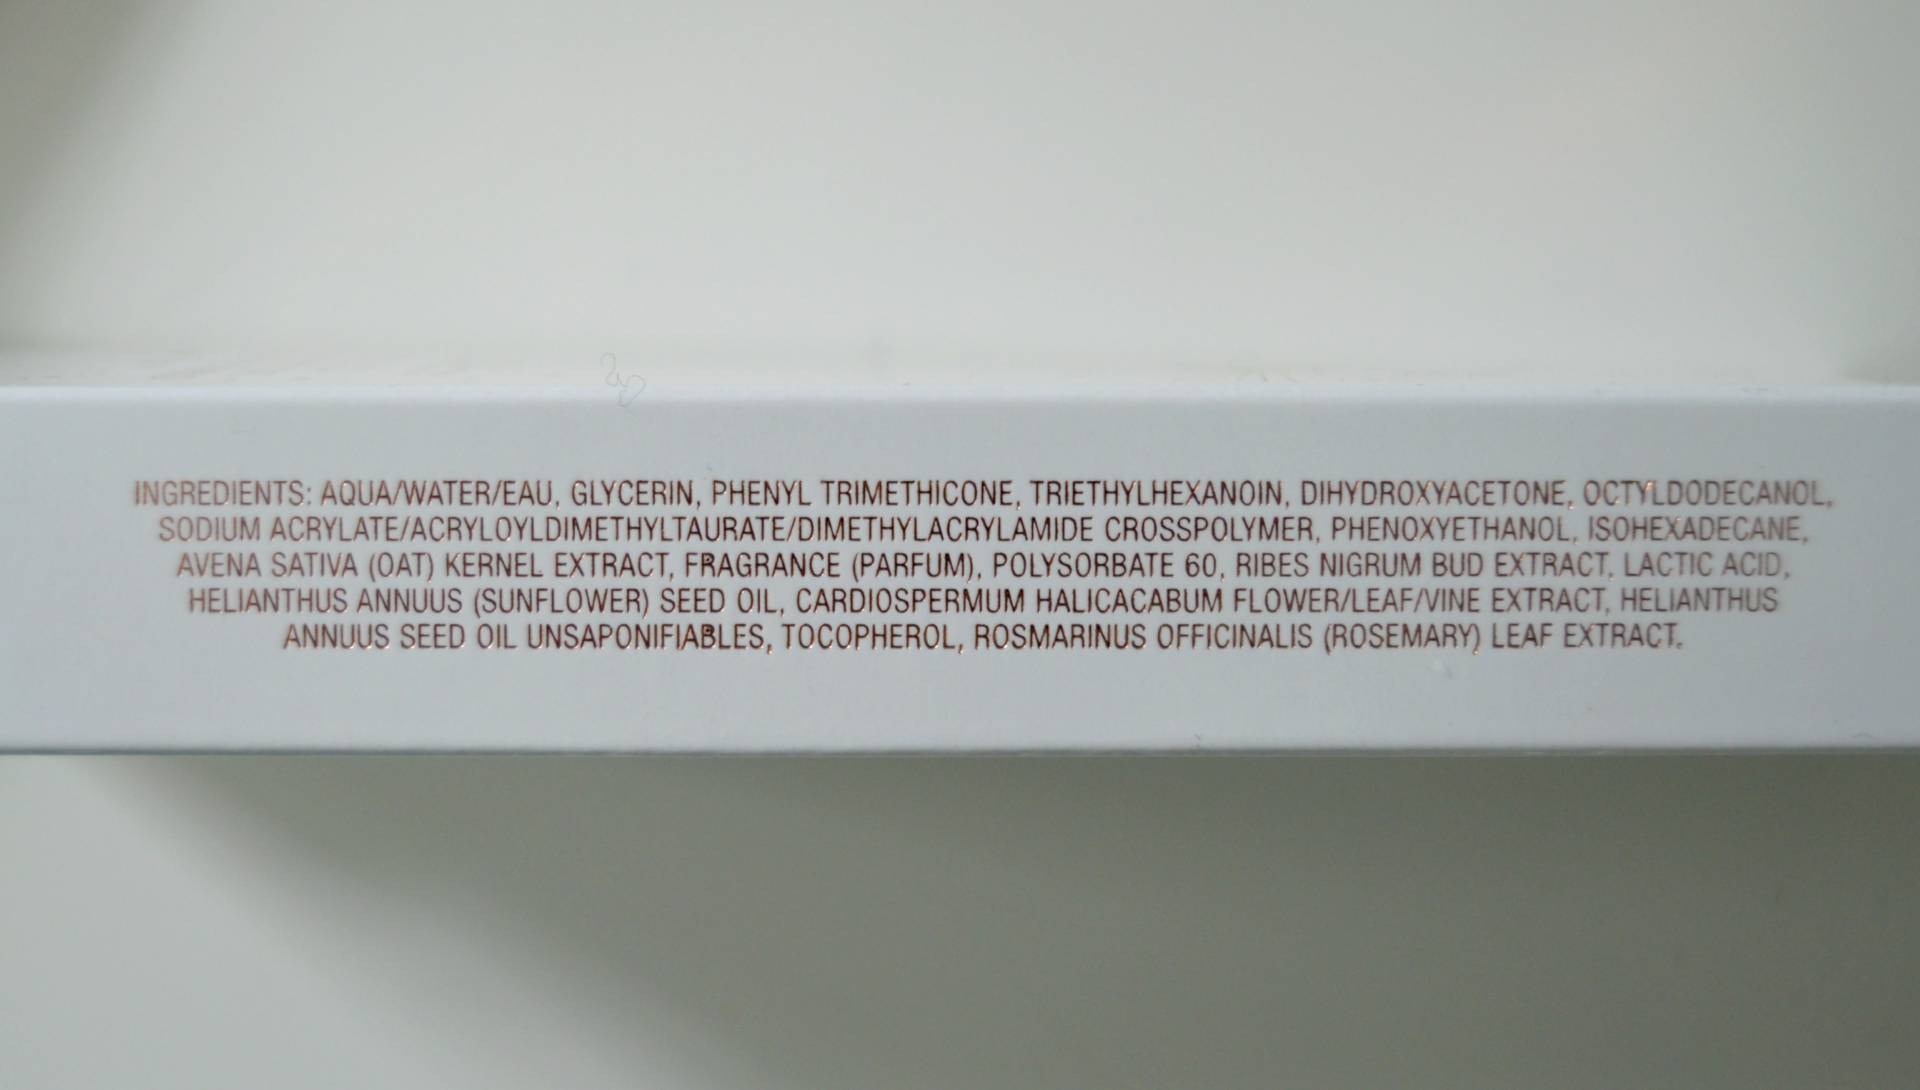 INGREDIENTS: AQUA/WATER/EAU, GLYCERIN, PHENYL TRIMETHICONE, TRIETHYLHEXANOIN, DIHYDROXYACETONE, OCTYLDODECANOL,
SODIUM ACRYLATE/ACRYLOYLDIMETHYLTAURATE/DIMETHYLACRYLAMIDE CROSSPOLYMER, PHENOXYETHANOL, ISOHEXADECANE,
AVENA SATIVA (OAT) KERNEL EXTRACT, FRAGRANCE (PARFUM), POLYSORBATE 60, RIBES NIGRUM BUD EXTRACT, LACTIC ACID,
HELIANTHUS ANNUUS (SUNFLOWER) SEED OIL, CARDIOSPERMUM HALICACABUM FLOWER/LEAF/VINE EXTRACT, HELIANTHUS
ANNUUS SEED OIL UNSAPONIFIABLES, TOCOPHEROL, ROSMARINUS OFFICINALIS (ROSEMARY) LEAF EXTRACT.